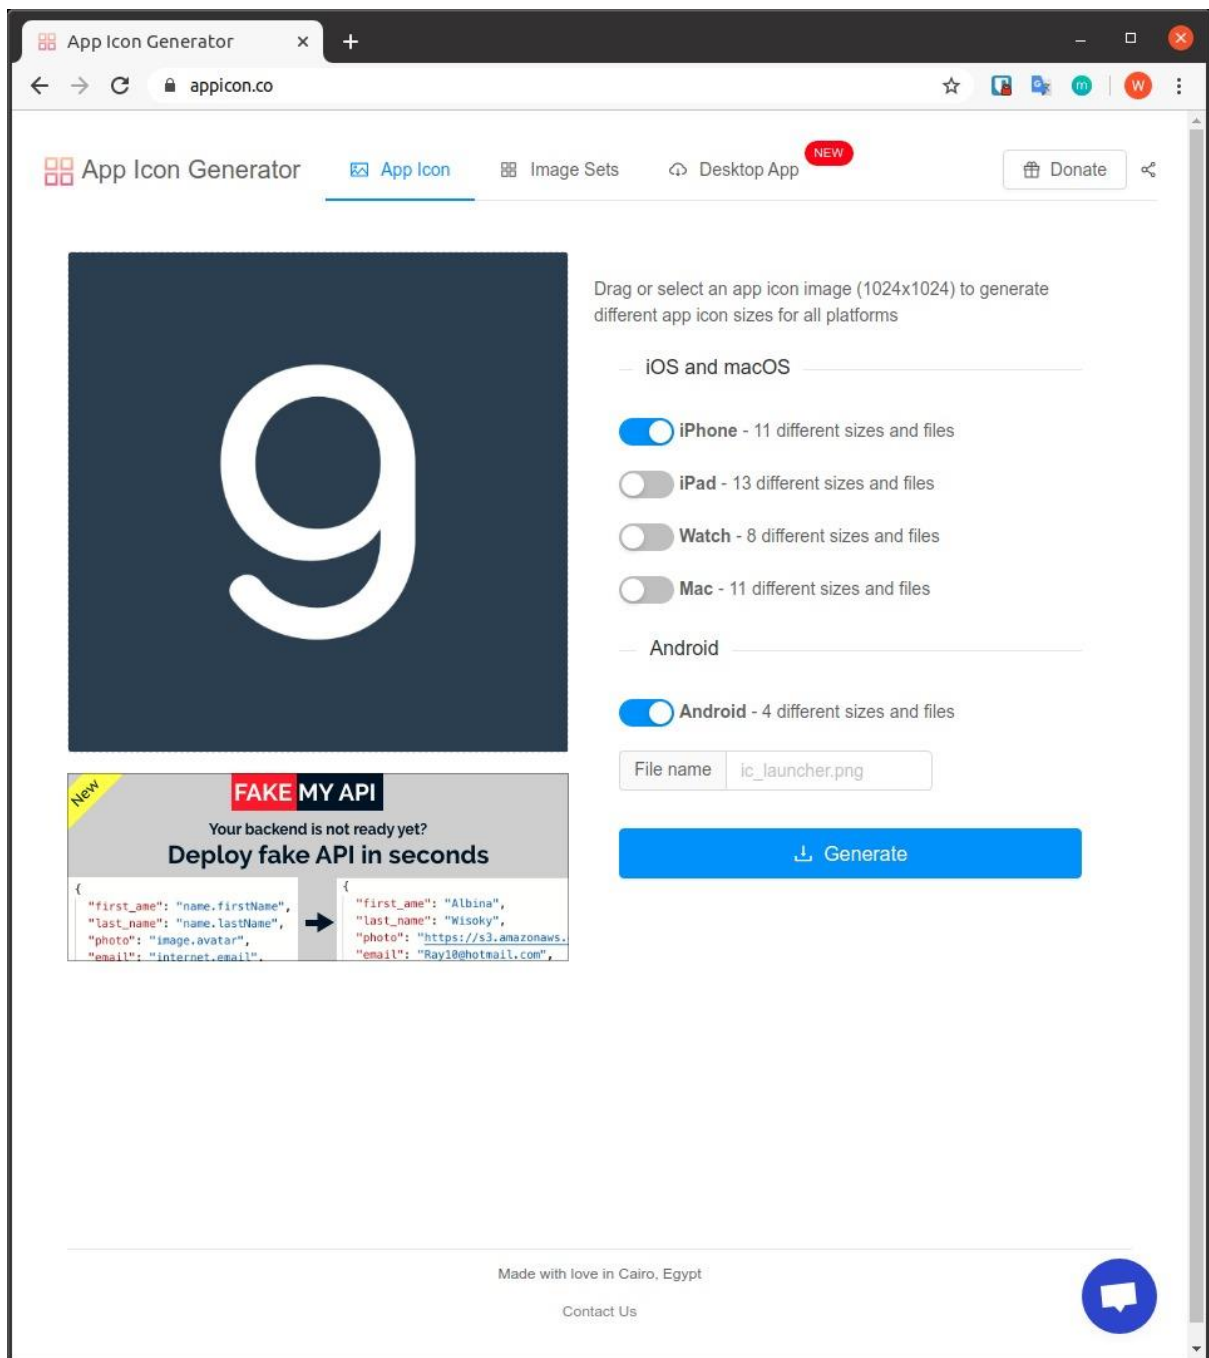 App Icon Generator
appicon.co
W
App Icon Generator
App Icon
Image Sets
Desktop App
NEW
Donate
g
Drag or select an app icon image (1024x1024) to generate
different app icon sizes for all platforms
iOS and macOS
iPhone - 11 different sizes and files
iPad - 13 different sizes and files
Watch - 8 different sizes and files
Mac - 11 different sizes and files
Android
Android - 4 different sizes and files
File name ic_launcher.png
Generate
New
FAKE MY API
Your backend is not ready yet?
Deploy fake API in seconds
{
"first_ame": "name.firstName",
"last_name": "name.lastName",
"photo": "image.avatar",
"email": "internet.email",
{
"first_ame": "Albina",
"last_name": "Wisoky",
"photo": "https://s3.amazonaws.
"email": "Ray10@hotmail.com",
Made with love in Cairo, Egypt
Contact Us